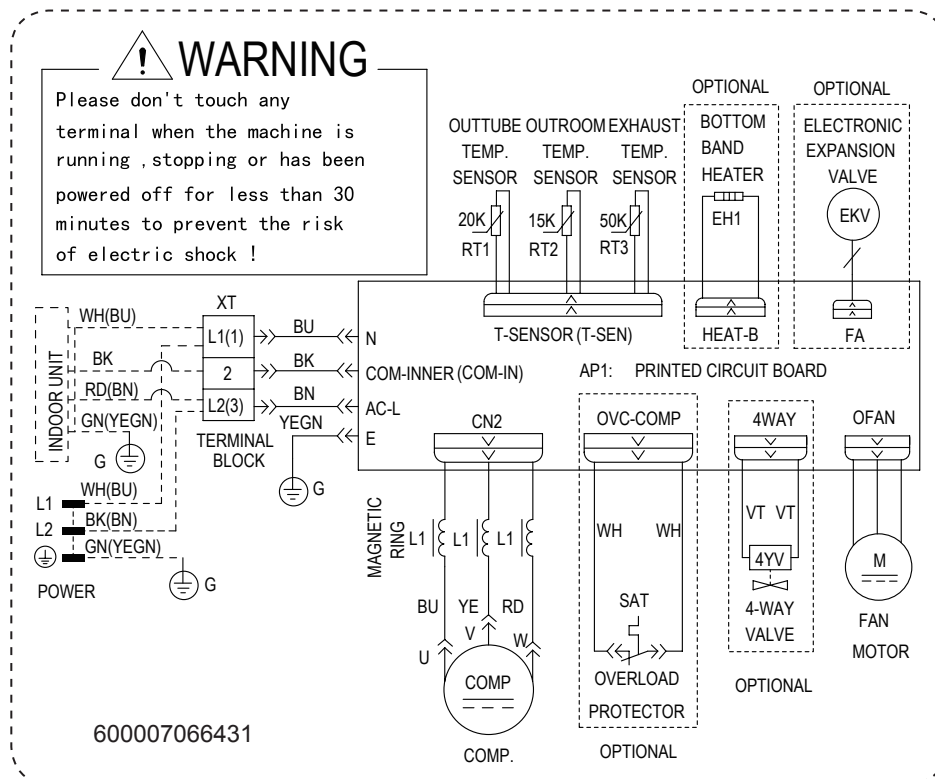 WARNING
Please don't touch any
terminal when the machine is
running ,stopping or has been
powered off for less than 30
minutes to prevent the risk
of electric shock !
OUTTUBE
TEMP.
SENSOR
20K
RT1
OUTROOM
TEMP.
SENSOR
15K
RT2
EXHAUST
TEMP.
SENSOR
50K
RT3
OPTIONAL
BOTTOM
BAND
HEATER
EH1
OPTIONAL
ELECTRONIC
EXPANSION
VALVE
EKV
T-SENSOR (T-SEN)
HEAT-B
FA
INDOOR UNIT
WH(BU)
BK
RD(BN)
GN(YEGN)
G
XT
L1(1)
2
L2(3)
TERMINAL
BLOCK
BU
BK
BN
YEGN
G
N
COM-INNER (COM-IN)
AC-L
E
AP1: PRINTED CIRCUIT BOARD
L1
L2
WH(BU)
BK(BN)
GN(YEGN)
G
POWER
CN2
MAGNETIC
RING
L1
L1
L1
BU
YE
RD
U
V
W
COMP
COMP.
OVC-COMP
WH
WH
SAT
OVERLOAD
PROTECTOR
OPTIONAL
4WAY
VT
VT
4YV
4-WAY
VALVE
OPTIONAL
OFAN
M
FAN
MOTOR
600007066431